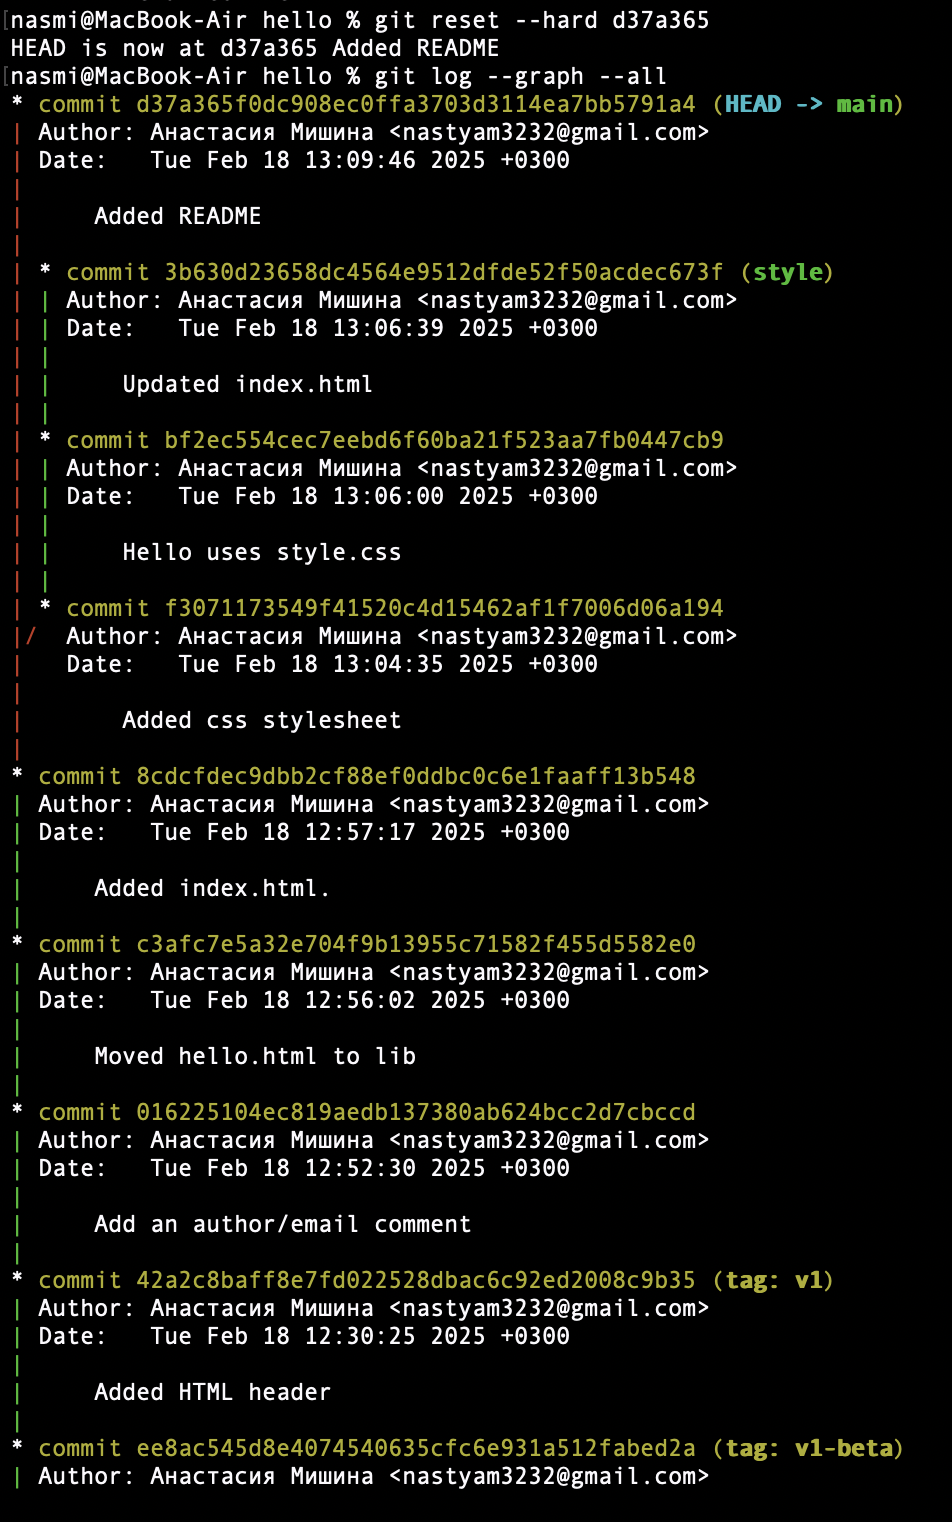 nasmi@MacBook-Air hello % git reset --hard d37a365
HEAD is now at d37a365 Added README
nasmi@MacBook-Air hello % git log --graph --all
* commit d37a365f0dc908ec0ffa3703d3114ea7bb5791a4 (HEAD -> main)
| Author: Анастасия Мишина <nastyam3232@gmail.com>
| Date:   Tue Feb 18 13:09:46 2025 +0300
|
|     Added README
|
| * commit 3b630d23658dc4564e9512dfde52f50acdec673f (style)
| | Author: Анастасия Мишина <nastyam3232@gmail.com>
| | Date:   Tue Feb 18 13:06:39 2025 +0300
| |
| |     Updated index.html
| |
| * commit bf2ec554cec7eebd6f60ba21f523aa7fb0447cb9
| | Author: Анастасия Мишина <nastyam3232@gmail.com>
| | Date:   Tue Feb 18 13:06:00 2025 +0300
| |
| |     Hello uses style.css
| |
| * commit f3071173549f41520c4d15462af1f7006d06a194
|/  Author: Анастасия Мишина <nastyam3232@gmail.com>
|   Date:   Tue Feb 18 13:04:35 2025 +0300
|
|       Added css stylesheet
|
* commit 8cdcfdec9dbb2cf88ef0ddbc0c6e1faaff13b548
| Author: Анастасия Мишина <nastyam3232@gmail.com>
| Date:   Tue Feb 18 12:57:17 2025 +0300
|
|     Added index.html.
|
* commit c3afc7e5a32e704f9b13955c71582f455d5582e0
| Author: Анастасия Мишина <nastyam3232@gmail.com>
| Date:   Tue Feb 18 12:56:02 2025 +0300
|
|     Moved hello.html to lib
|
* commit 016225104ec819aedb137380ab624bcc2d7cbccd
| Author: Анастасия Мишина <nastyam3232@gmail.com>
| Date:   Tue Feb 18 12:52:30 2025 +0300
|
|     Add an author/email comment
|
* commit 42a2c8baff8e7fd022528dbac6c92ed2008c9b35 (tag: v1)
| Author: Анастасия Мишина <nastyam3232@gmail.com>
| Date:   Tue Feb 18 12:30:25 2025 +0300
|
|     Added HTML header
|
* commit ee8ac545d8e4074540635cfc6e931a512fabed2a (tag: v1-beta)
| Author: Анастасия Мишина <nastyam3232@gmail.com>